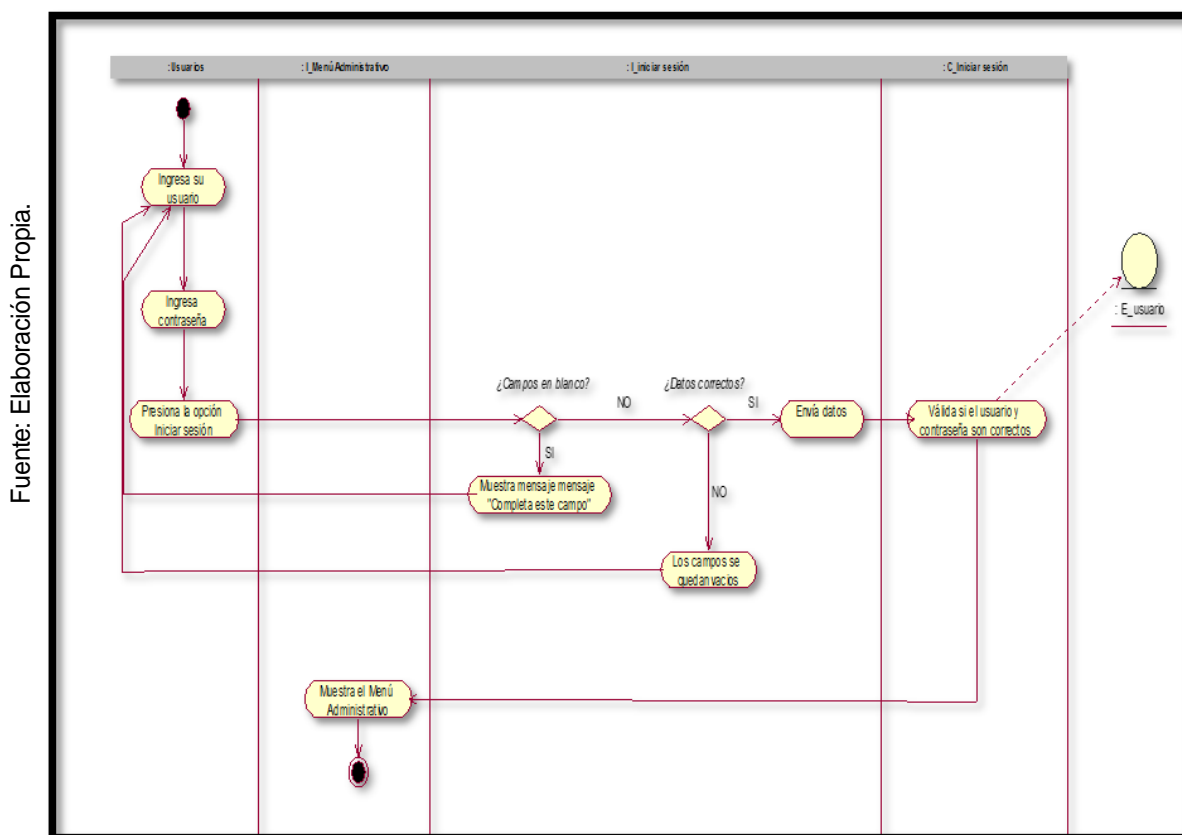 Fuente: Elaboración Propia.
: Usuarios
: I_Menú Administrativo
: I_iniciar sesión
: C_Iniciar sesión
Ingresa su
usuario
Ingresa
contraseña
: E_usuario
¿Campos en blanco?
¿Datos correctos?
Presiona la opción
Iniciar sesión
NO
SI
Envía datos
Válida si el usuario y
contraseña son correctos
SI
Muestra mensaje mensaje
"Completa este campo"
NO
Los campos se
quedan vacíos
Muestra el Menú
Administrativo